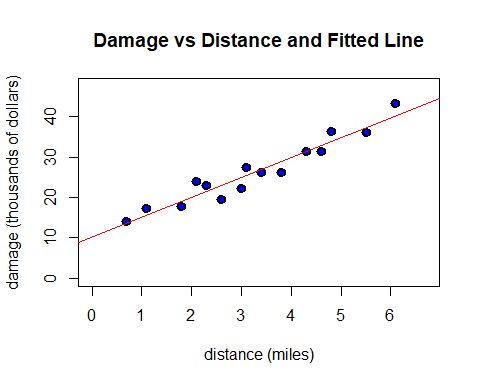 Damage vs Distance and Fitted Line
damage (thousands of dollars)
40
30
20
10
0
0 1 2 3 4 5 6
distance (miles)